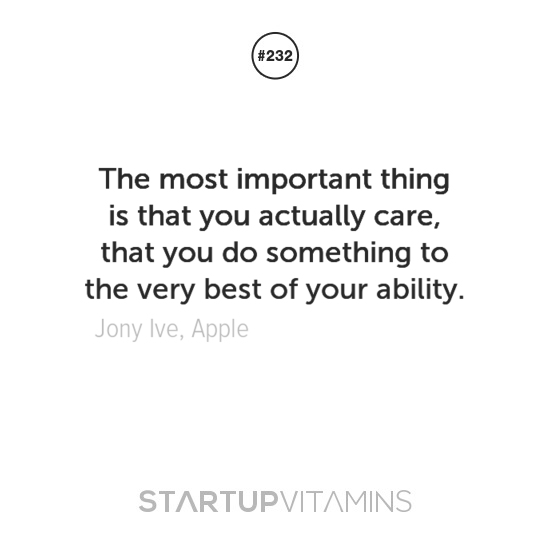 #232
The most important thing
is that you actually care,
that you do something to
the very best of your ability.
Jony Ive, Apple
STARTUPVITAMINS